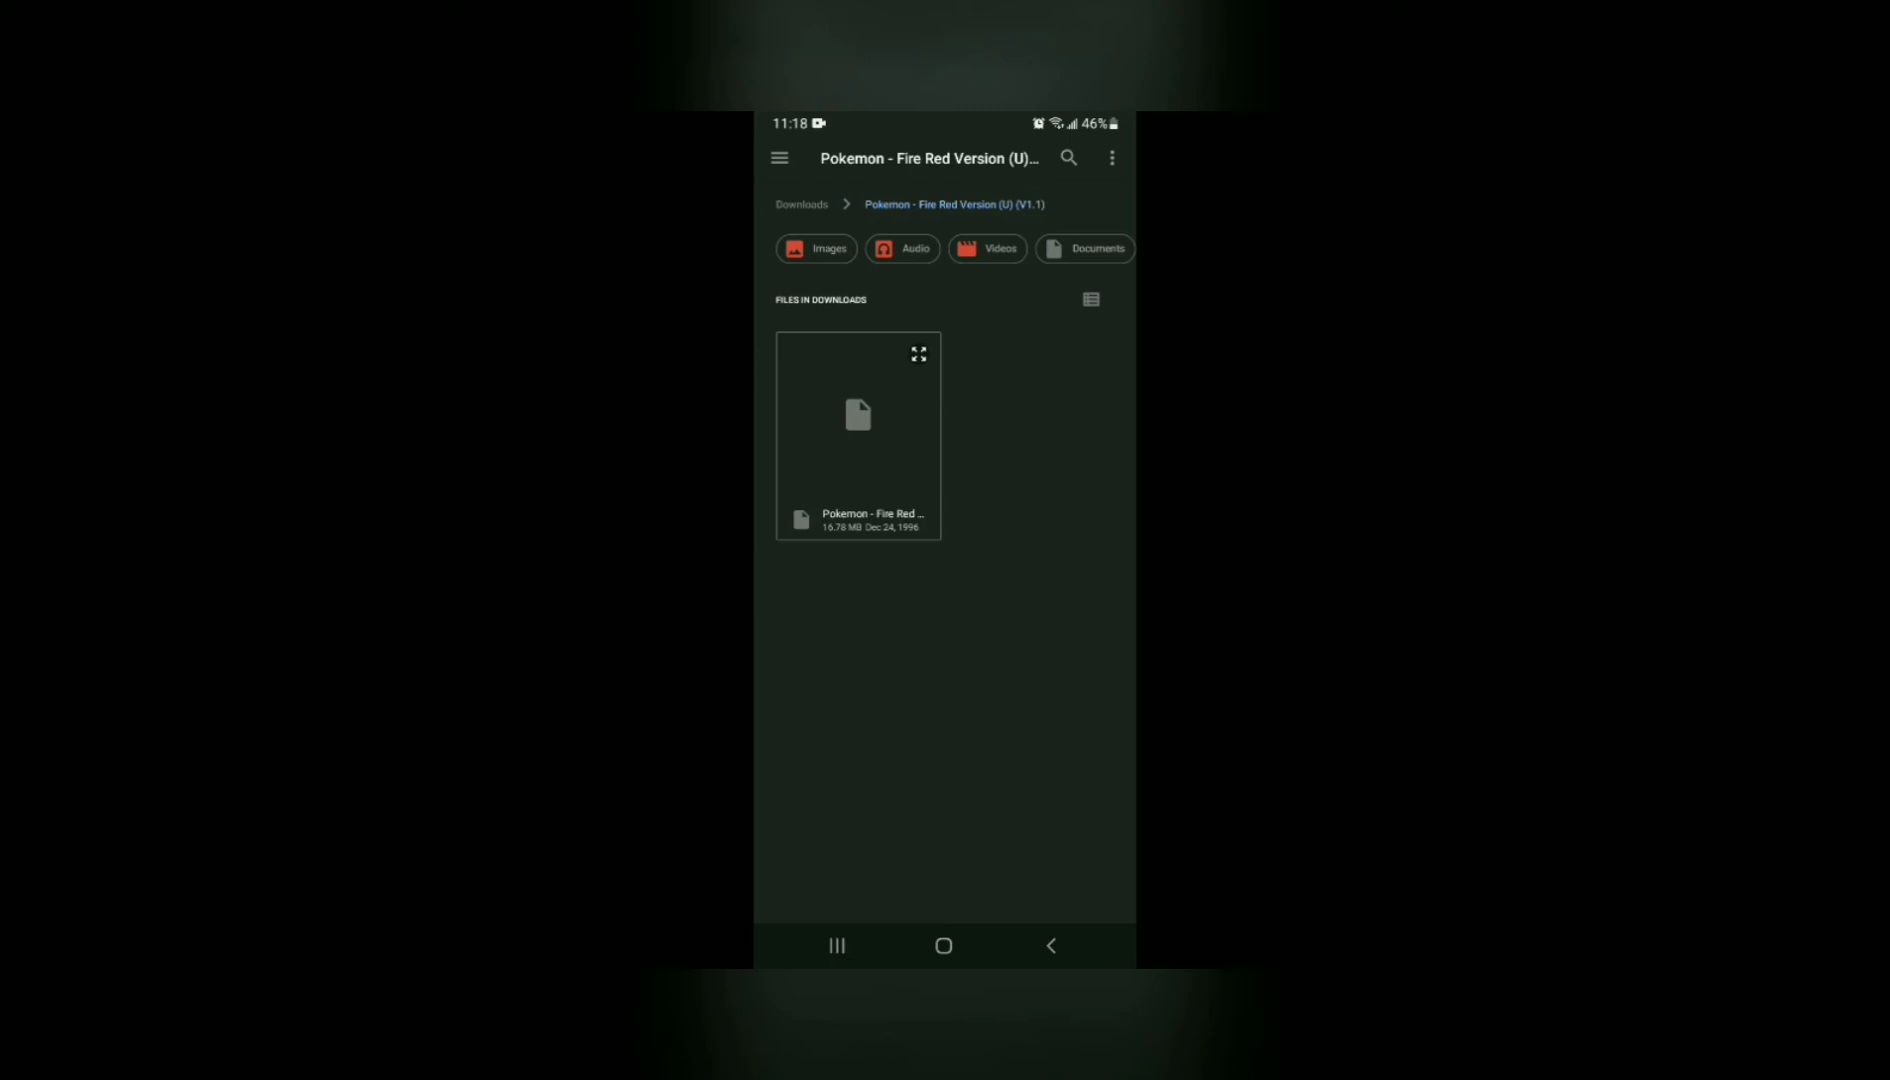 11:18 46%
Pokemon - Fire Red Version (U)...
Downloads Pokemon - Fire Red Version (U) (V1.1)
Images Audio Videos Documents
FILES IN DOWNLOADS
Pokemon - Fire Red ...
16.78 MB Dec 24, 1996